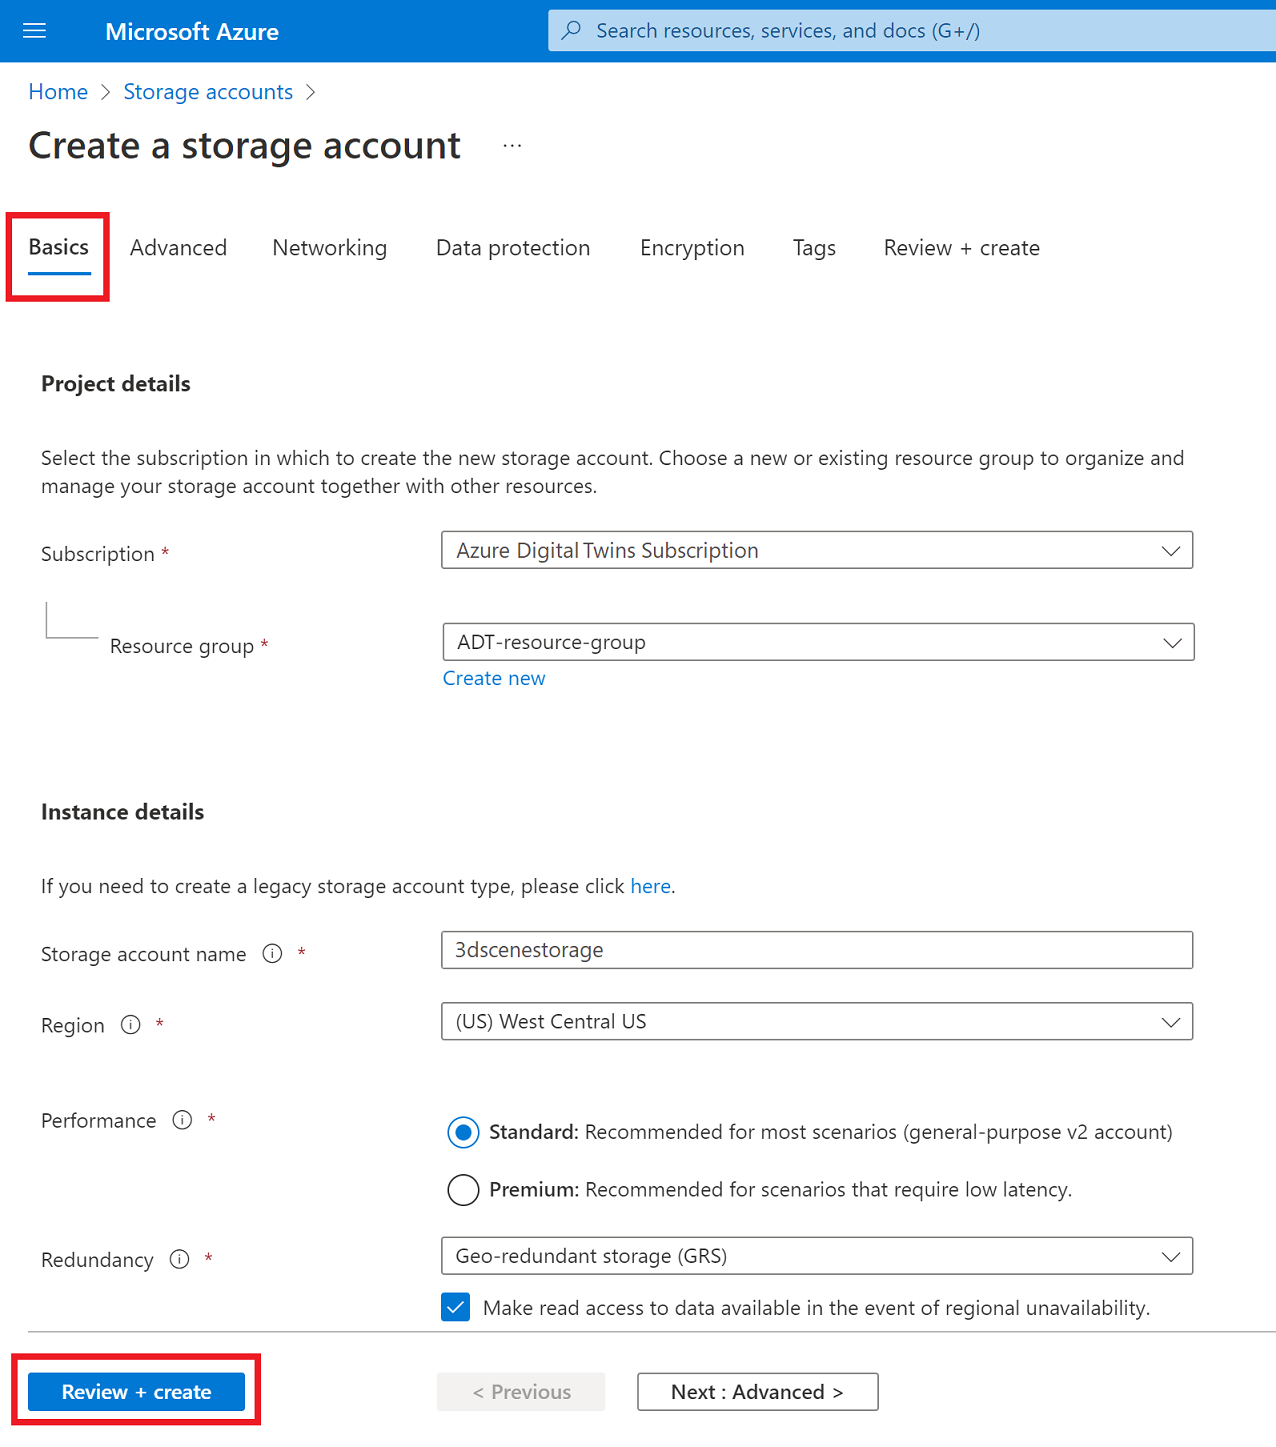 Microsoft Azure
Search resources, services, and docs (G+/)
Home > Storage accounts >
Create a storage account ...
Basics Advanced Networking Data protection Encryption Tags Review + create
Project details
Select the subscription in which to create the new storage account. Choose a new or existing resource group to organize and
manage your storage account together with other resources.
Subscription * Azure Digital Twins Subscription
Resource group * ADT-resource-group
Create new
Instance details
If you need to create a legacy storage account type, please click here.
Storage account name * 3dscenestorage
Region * (US) West Central US
Performance *
Standard: Recommended for most scenarios (general-purpose v2 account)
Premium: Recommended for scenarios that require low latency.
Redundancy * Geo-redundant storage (GRS)
Make read access to data available in the event of regional unavailability.
Review + create < Previous Next : Advanced >